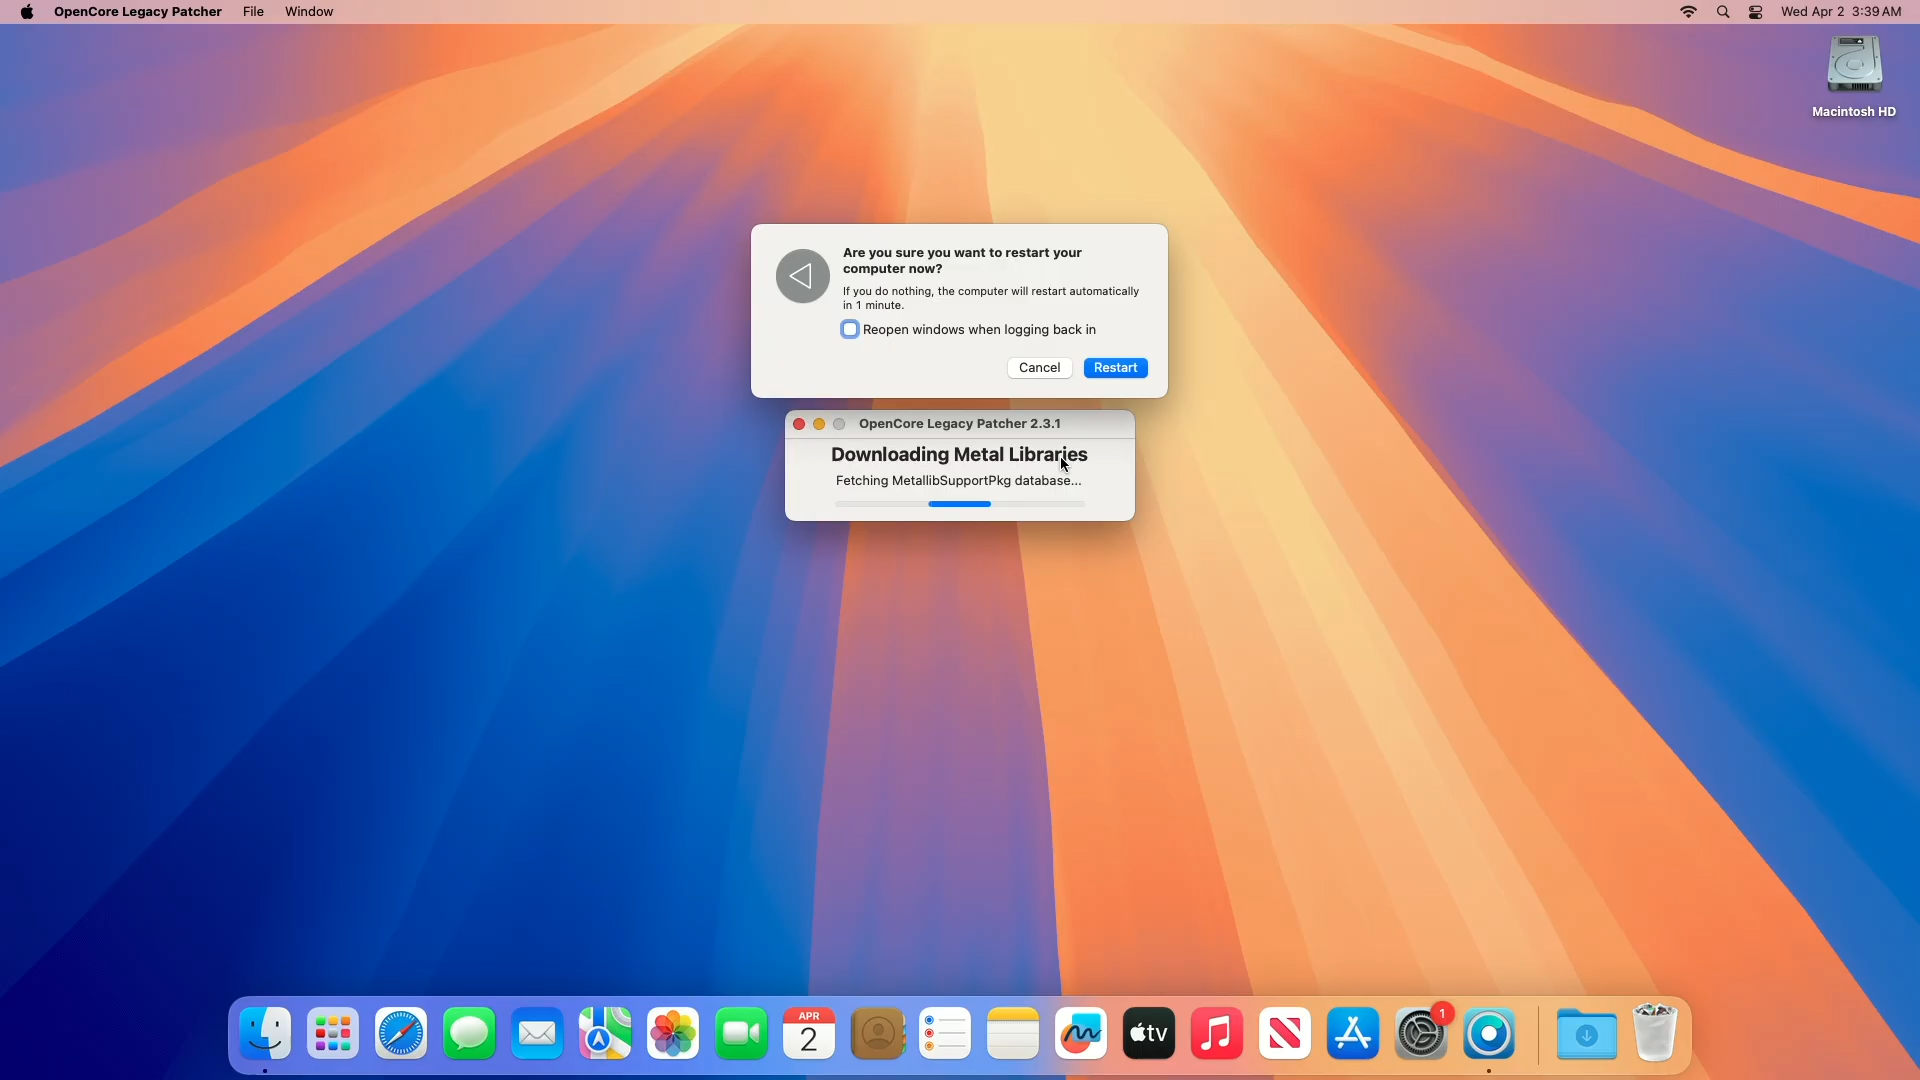 OpenCore Legacy Patcher File Window
Wed Apr 2 3:39 AM
Macintosh HD
Are you sure you want to restart your
computer now?
If you do nothing, the computer will restart automatically
in 1 minute.
Reopen windows when logging back in
Cancel Restart
OpenCore Legacy Patcher 2.3.1
Downloading Metal Libraries
Fetching MetallibSupportPkg database...
APR
2
tv
1